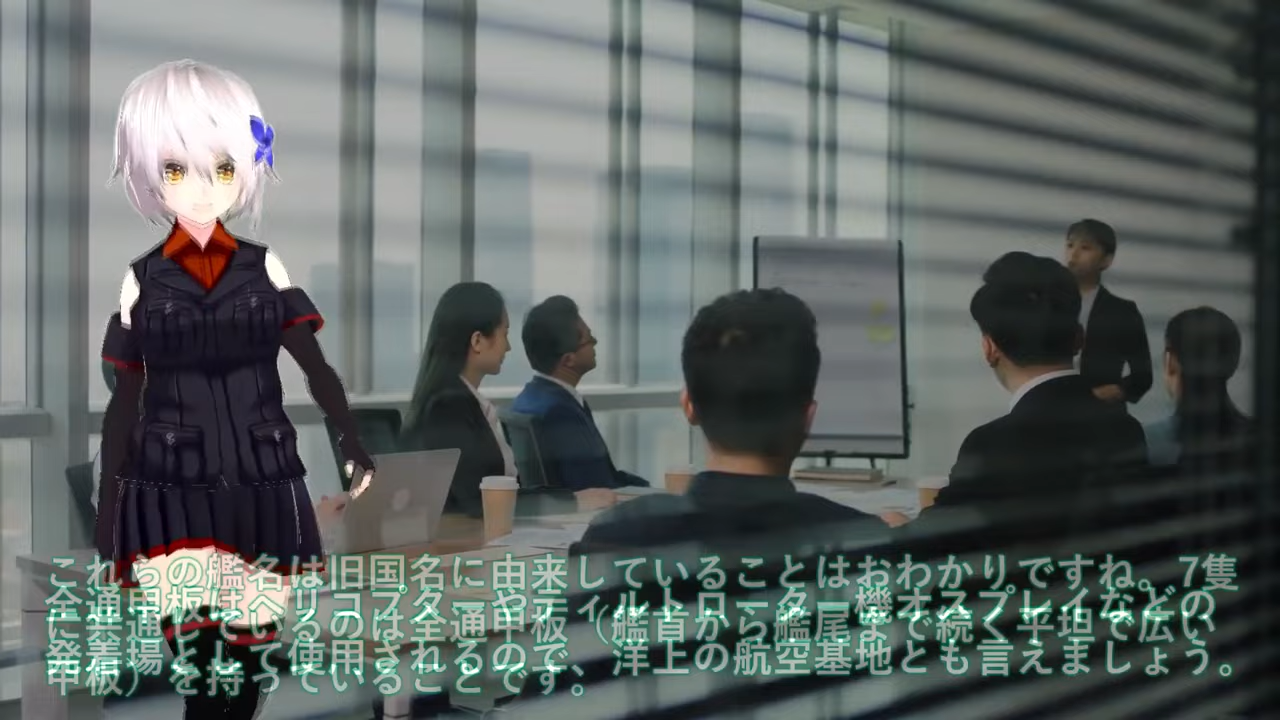 これらの艦名は旧国名に由来していることはおわかりですね。7隻
に共通しているのは全通甲板（艦首から艦尾まで続く平坦で広い
甲板）を持っていることです。
全通甲板はヘリコプターやティルトローター機オスプレイなどの
発着場として使用されるので、洋上の航空基地とも言えましょう。